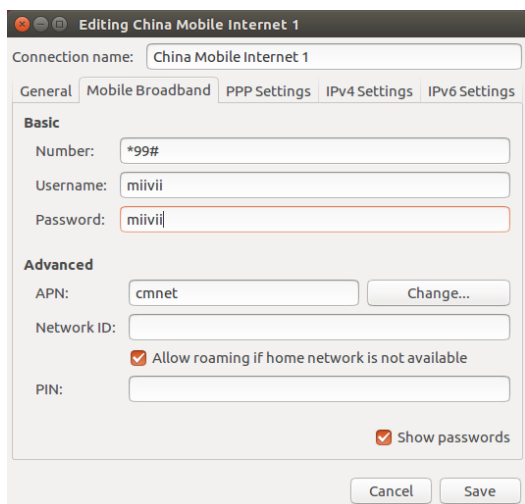 Editing China Mobile Internet 1
Connection name: China Mobile Internet 1
General Mobile Broadband PPP Settings IPv4 Settings IPv6 Settings
Basic
Number: *99#
Username: miivii
Password: miivii
Advanced
APN: cmnet Change...
Network ID:
Allow roaming if home network is not available
PIN:
Show passwords
Cancel Save